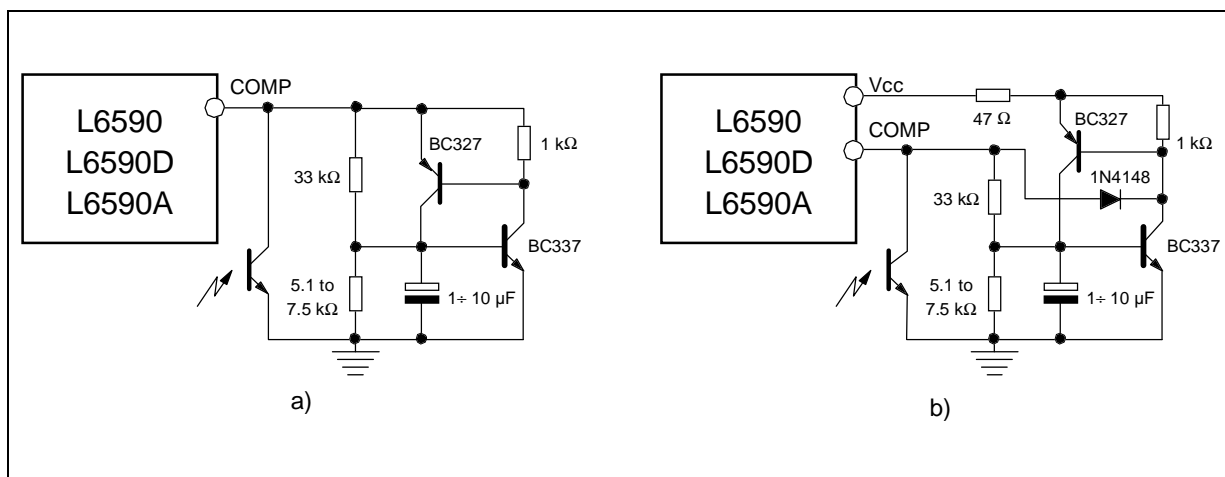 L6590
L6590D
L6590A
COMP
BC327
1 kΩ
33 kΩ
BC337
5.1 to
7.5 kΩ
1÷ 10 µF
a)
L6590
L6590D
L6590A
Vcc
47 Ω
COMP
BC327
1 kΩ
1N4148
33 kΩ
BC337
5.1 to
7.5 kΩ
1÷ 10 µF
b)